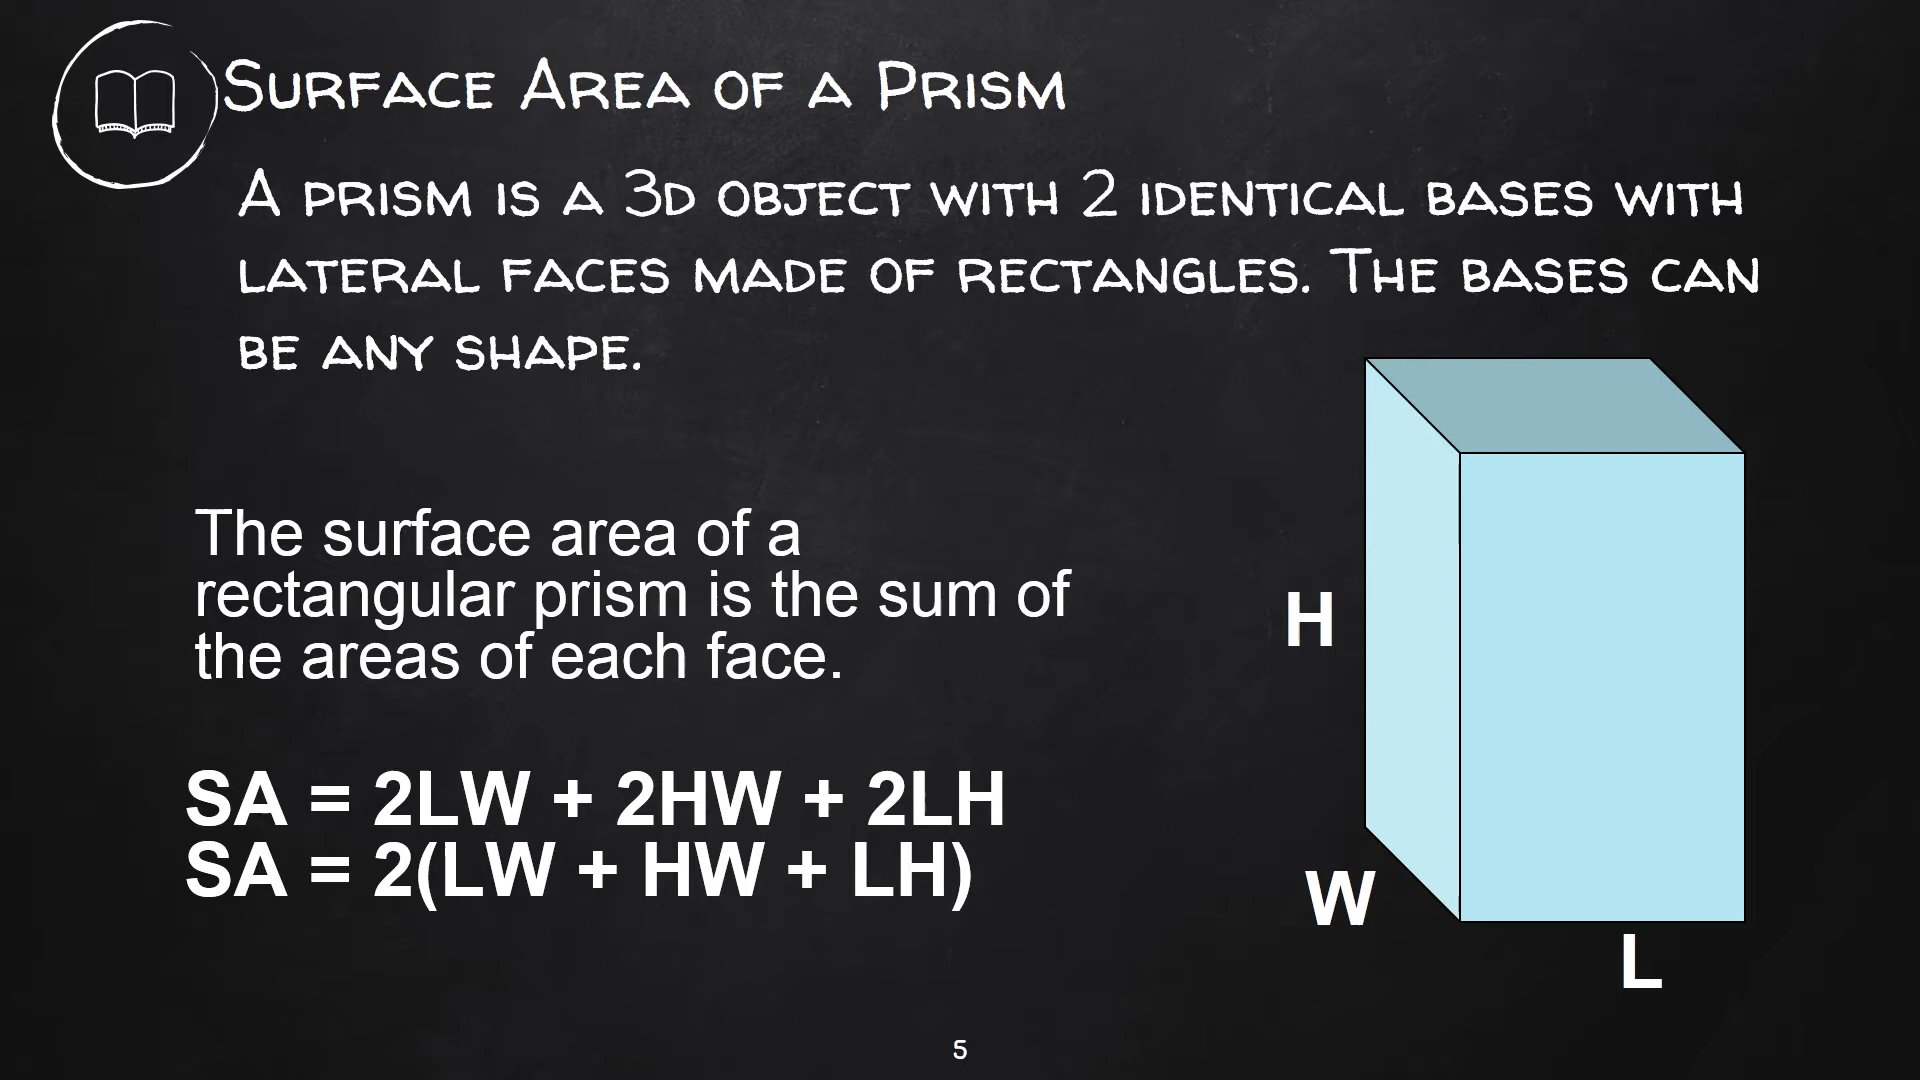 Surface Area of a Prism
A prism is a 3d object with 2 identical bases with
lateral faces made of rectangles. The bases can
be any shape.
The surface area of a
rectangular prism is the sum of
the areas of each face.
SA = 2LW + 2HW + 2LH
SA = 2(LW + HW + LH)
H
W
L
5